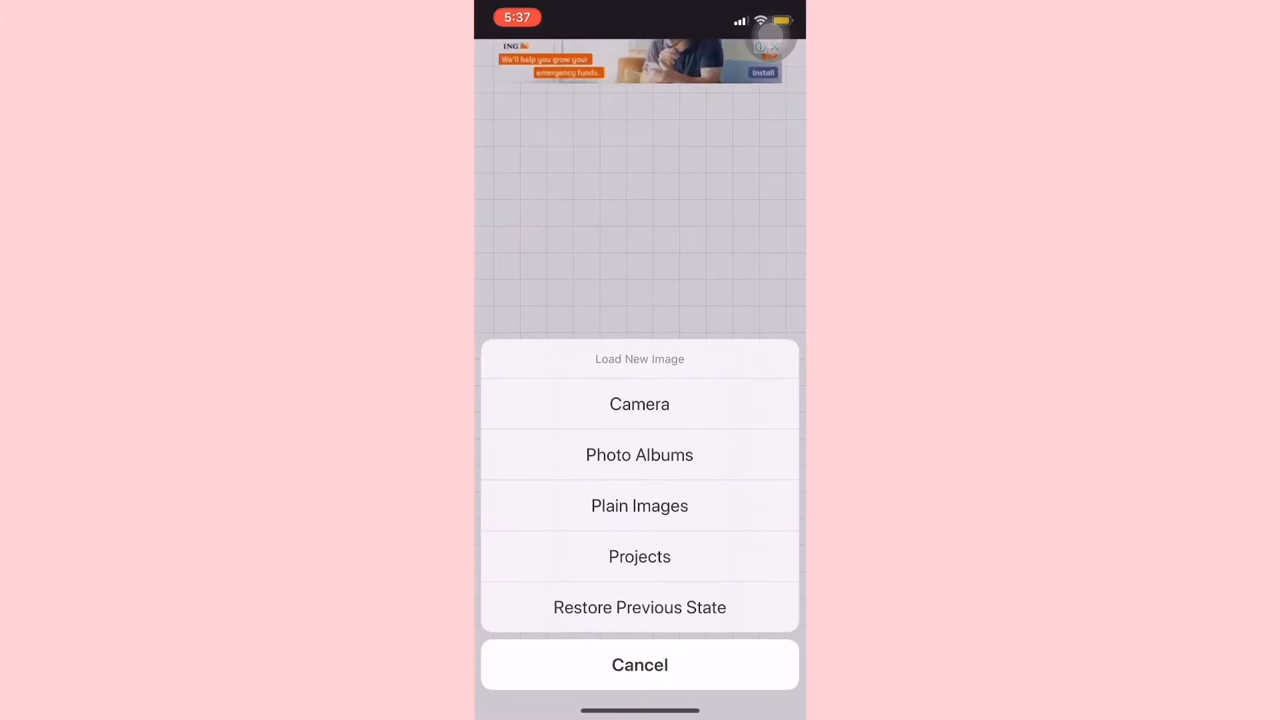 5:37
ING
We'll help you grow your
emergency funds.
Install
Load New Image
Camera
Photo Albums
Plain Images
Projects
Restore Previous State
Cancel